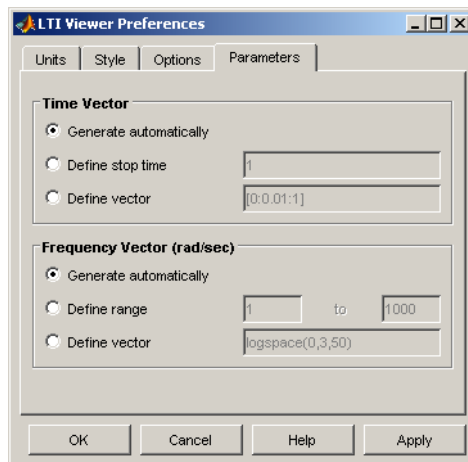 LTI Viewer Preferences
Units Style Options Parameters
Time Vector
Generate automatically
Define stop time 1
Define vector [0:0.01:1]
Frequency Vector (rad/sec)
Generate automatically
Define range 1 to 1000
Define vector logspace(0,3,50)
OK Cancel Help Apply